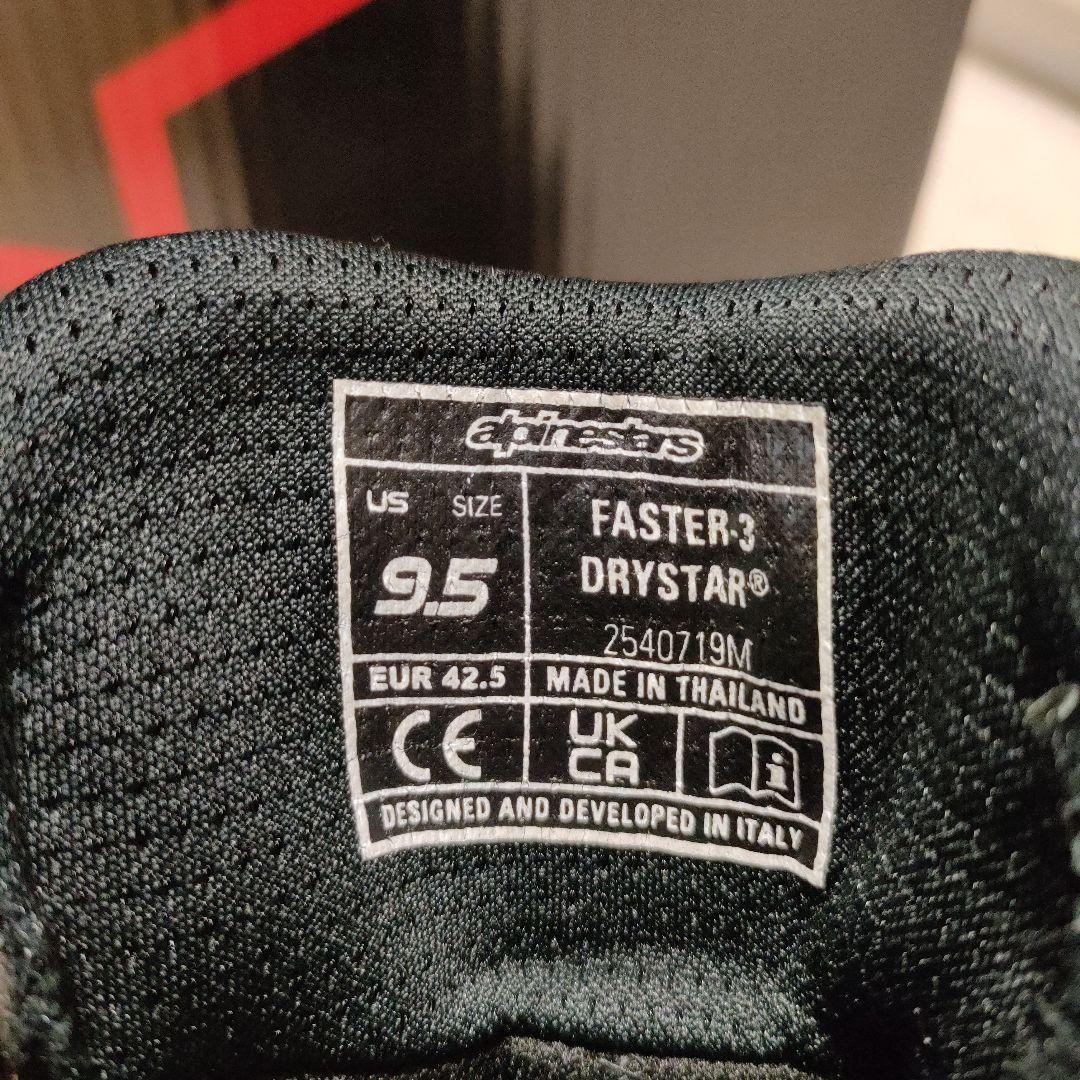 alpinestars
US SIZE
9.5
FASTER-3
DRYSTAR®
2540719M
EUR 42.5
MADE IN THAILAND
CE
UK
CA
i
DESIGNED AND DEVELOPED IN ITALY